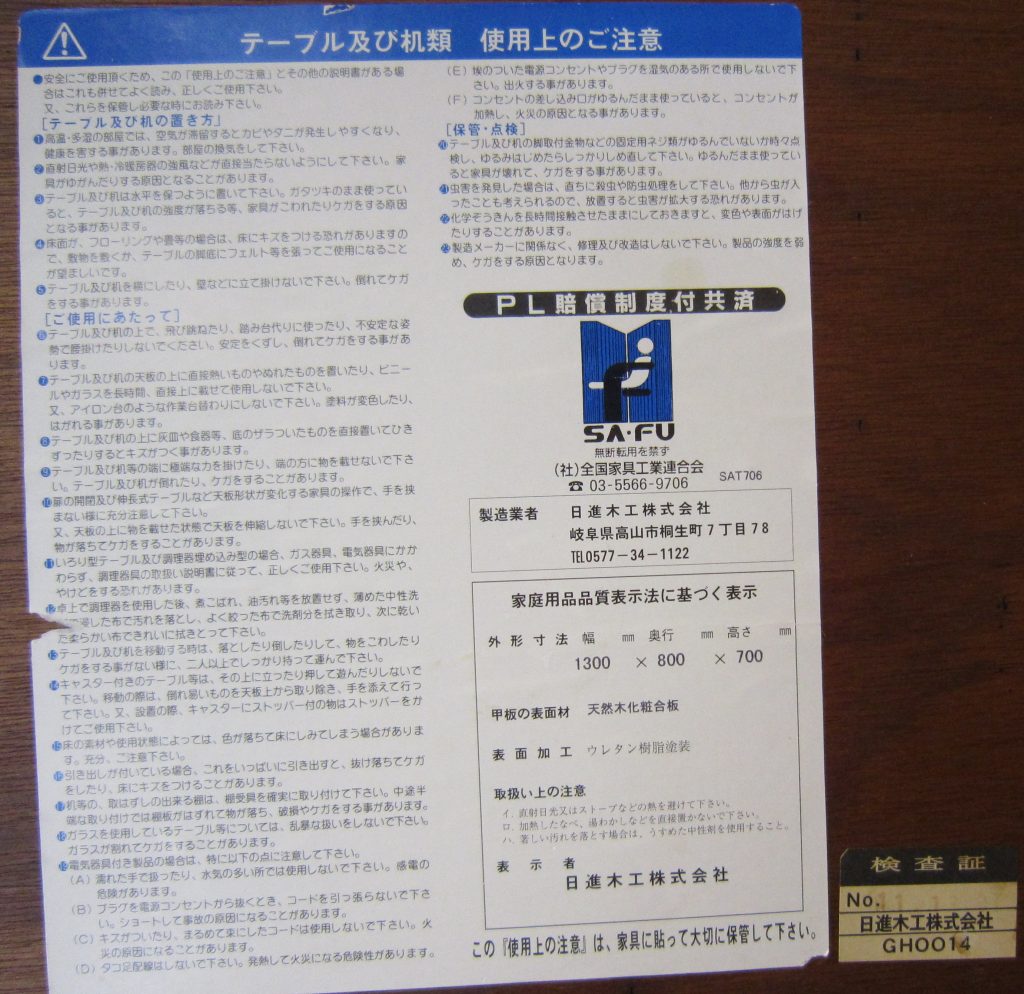 テーブル及び机類 使用上のご注意
●安全にご使用頂くため、この「使用上のご注意」とその他の説明書がある場
合はこれも併せてよく読み、正しくご使用下さい。
又、これらを保管し必要な時にお読み下さい。
[テーブル及び机の置き方]
❶高温・多湿の部屋では、空気が滞留するとカビやダニが発生しやすくなり、
健康を害する事があります。部屋の換気をして下さい。
❷直射日光や熱・冷暖房器の強風などが直接当たらないようにして下さい。家
具がゆがんだりする原因となることがあります。
❸テーブル及び机は水平を保つように置いて下さい。ガタツキのまま使ってい
ると、テーブル及び机の強度が落ちる等、家具がこわれたりケガをする原因
となる事があります。
❹床面が、フローリングや畳等の場合は、床にキズをつける恐れがありますの
で、敷物を敷くか、テーブルの脚底にフェルト等を張ってご使用になること
が望ましいです。
❺テーブル及び机を横にしたり、壁などに立て掛けないで下さい。倒れてケガ
をする事があります。
[ご使用にあたって]
❻テーブル及び机の上で、飛び跳ねたり、踏み台代りに使ったり、不安定な姿
勢で腰掛けたりしないでください。安定をくずし、倒れてケガをする事があ
ります。
❼テーブル及び机の天板の上に直接熱いものやぬれたものを置いたり、ビニー
ルやガラスを長時間、直接上に載せて使用しないで下さい。
又、アイロン台のような作業台替わりにしないで下さい。塗料が変色したり、
はがれる事があります。
❽テーブル及び机の上に灰皿や食器等、底のザラついたものを直接置いてひき
ずったりするとキズがつく事があります。
❾テーブル及び机等の端に極端な力を掛けたり、端の方に物を載せないで下さ
い。テーブル及び机が倒れたり、ケガをすることがあります。
❿扉の開閉及び伸長式テーブルなど天板形状が変化する家具の操作で、手を挟
まない様に充分注意して下さい。
又、天板の上に物を載せた状態で天板を伸縮しないで下さい。手を挟んだり、
物が落ちてケガをすることがあります。
⓫いろり型テーブル及び調理器埋め込み型の場合、ガス器具、電気器具にかか
わらず、調理器具の取扱い説明書に従って、正しくご使用下さい。火災や、
やけどをする恐れがあります。
⓬卓上で調理器を使用した後、煮こぼれ、油汚れ等を放置せず、薄めた中性洗
で浸した布で汚れを落とし、よく絞った布で洗剤分を拭き取り、次に乾い
た柔らかい布できれいに拭きとって下さい。
⓭テーブル及び机を移動する時は、落としたり倒したりして、物をこわしたり
ケガをする事がない様に、二人以上でしっかり持って運んで下さい。
⓮キャスター付きのテーブル等は、その上に立ったり押して遊んだりしないで
下さい。移動の際は、倒れ易いものを天板上から取り除き、手を添えて行っ
て下さい。又、設置の際、キャスターにストッパー付の物はストッパーをか
けてご使用下さい。
⓯床の素材や使用状態によっては、色が落ちて床にしみてしまう場合がありま
す。充分、ご注意下さい。
⓰引き出しが付いている場合、これをいっぱいに引き出すと、抜け落ちてケガ
をしたり、床にキズをつけることがあります。
⓱机等の、取はずしの出来る棚は、棚受具を確実に取り付けて下さい。中途半
端な取り付けでは棚板がはずれて物が落ち、破損やケガをする事があります。
⓲ガラスを使用しているテーブル等については、乱暴な扱いをしないで下さい。
ガラスが割れてケガをすることがあります。
⓳電気器具付き製品の場合は、特に以下の点に注意して下さい。
(A) 濡れた手で扱ったり、水気の多い所では使用しないで下さい。感電の
危険があります。
(B) プラグを電源コンセントから抜くとき、コードを引っ張らないで下さ
い。ショートして事故の原因になることがあります。
(C) キズがついたり、まるめて束にしたコードは使用しないで下さい。火
災の原因になることがあります。
(D) タコ足配線はしないで下さい。発熱して火災になる危険性があります。
(E) 埃のついた電源コンセントやプラグを湿気のある所で使用しないで下
さい。出火する事があります。
(F) コンセントの差し込み口がゆるんだまま使っていると、コンセントが
加熱し、火災の原因となる事があります。
[保管・点検]
⓴テーブル及び机の脚取付金物などの固定用ネジ類がゆるんでいないか時々点
検し、ゆるみはじめたらしっかりしめ直して下さい。ゆるんだまま使ってい
ると家具が壊れて、ケガをする事があります。
㉑虫害を発見した場合は、直ちに殺虫や防虫処理をして下さい。他から虫が入
ったことも考えられるので、放置すると虫害が拡大する恐れがあります。
㉒化学ぞうきんを長時間接触させたままにしておきますと、変色や表面がはげ
たりすることがあります。
㉓製造メーカーに関係なく、修理及び改造はしないで下さい。製品の強度を弱
め、ケガをする原因となります。
PL賠償制度付共済
SA・FU
無断転用を禁ず
(社)全国家具工業連合会
☎ 03-5566-9706 SAT706
製造業者 日進木工株式会社
岐阜県高山市桐生町7丁目78
TEL0577-34-1122
家庭用品品質表示法に基づく表示
外形寸法 幅 ㎜ 奥行 ㎜ 高さ ㎜
1300 × 800 × 700
甲板の表面材 天然木化粧合板
表面加工 ウレタン樹脂塗装
取扱い上の注意
イ. 直射日光又はストーブなどの熱を避けて下さい。
ロ. 加熱したなべ、湯わかしなどを直接置かないで下さい。
ハ. 著しい汚れを落とす場合は、うすめた中性剤を使用すること。
表示者
日進木工株式会社
この『使用上の注意』は、家具に貼って大切に保管して下さい。
検査証
No.
日進木工株式会社
GH0014